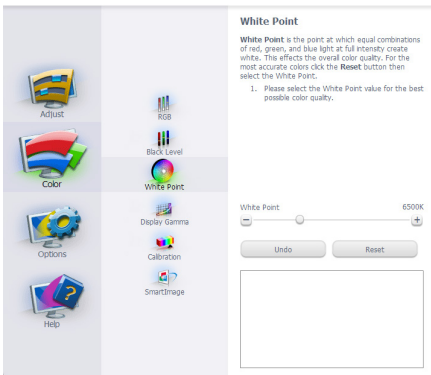 Adjust
Color
Options
Help
RGB
Black Level
White Point
Display Gamma
Calibration
SmartImage
White Point
White Point is the point at which equal combinations
of red, green, and blue light at full intensity create
white. This effects the overall color quality. For the
most accurate colors click the Reset button then
select the White Point.
1. Please select the White Point value for the best
possible color quality.
White Point 6500K
Undo Reset